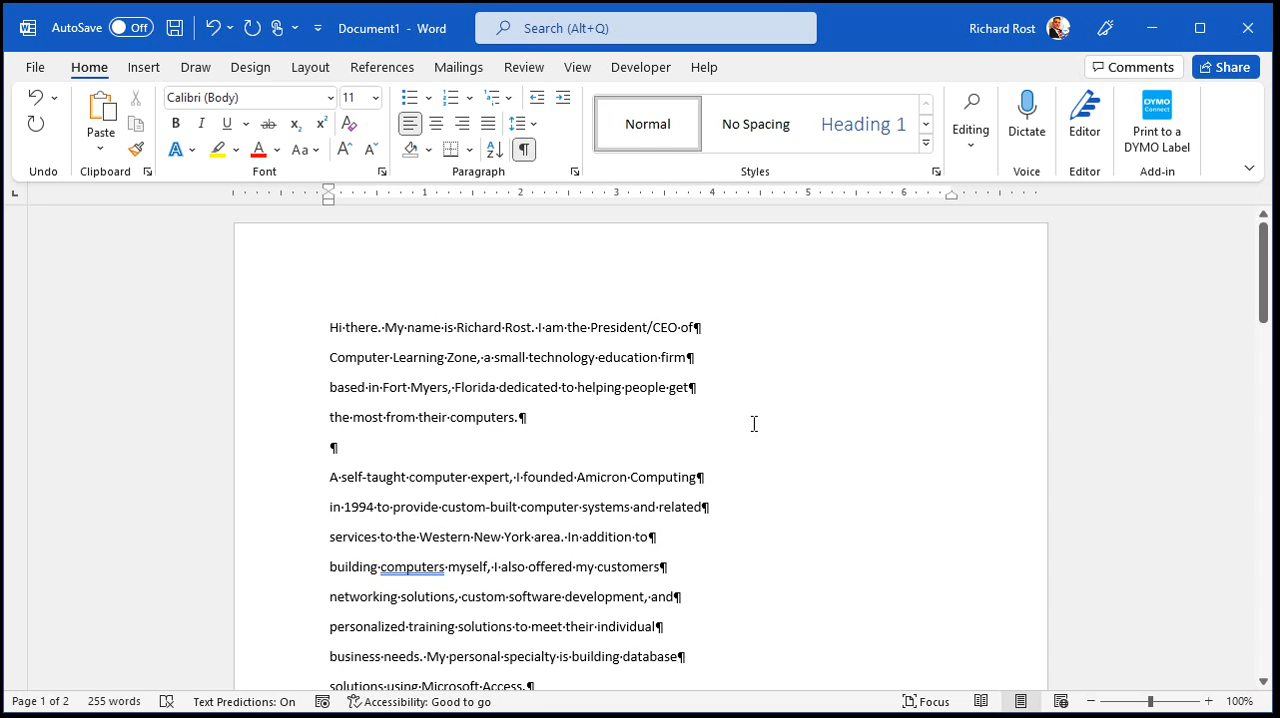 AutoSave Off Document1 - Word Search (Alt+Q) Richard Rost
File Home Insert Draw Design Layout References Mailings Review View Developer Help Comments Share
Calibri (Body) 11
Paste
Normal No Spacing Heading 1
Editing Dictate Editor Print to a DYMO Label
Undo Clipboard Font Paragraph Styles Voice Editor Add-in
1 2 3 4 5 6
Hi·there.·My·name·is·Richard·Rost.·I·am·the·President/CEO·of¶
Computer·Learning·Zone,·a·small·technology·education·firm¶
based·in·Fort·Myers,·Florida·dedicated·to·helping·people·get¶
the·most·from·their·computers.¶
¶
A·self-taught·computer·expert,·I·founded·Amicron·Computing¶
in·1994·to·provide·custom-built·computer·systems·and·related¶
services·to·the·Western·New·York·area.·In·addition·to¶
building·computers·myself,·I·also·offered·my·customers¶
networking·solutions,·custom·software·development,·and¶
personalized·training·solutions·to·meet·their·individual¶
business·needs.·My·personal·specialty·is·building·database¶
solutions·using·Microsoft·Access.¶
Page 1 of 2 255 words Text Predictions: On Accessibility: Good to go Focus 100%